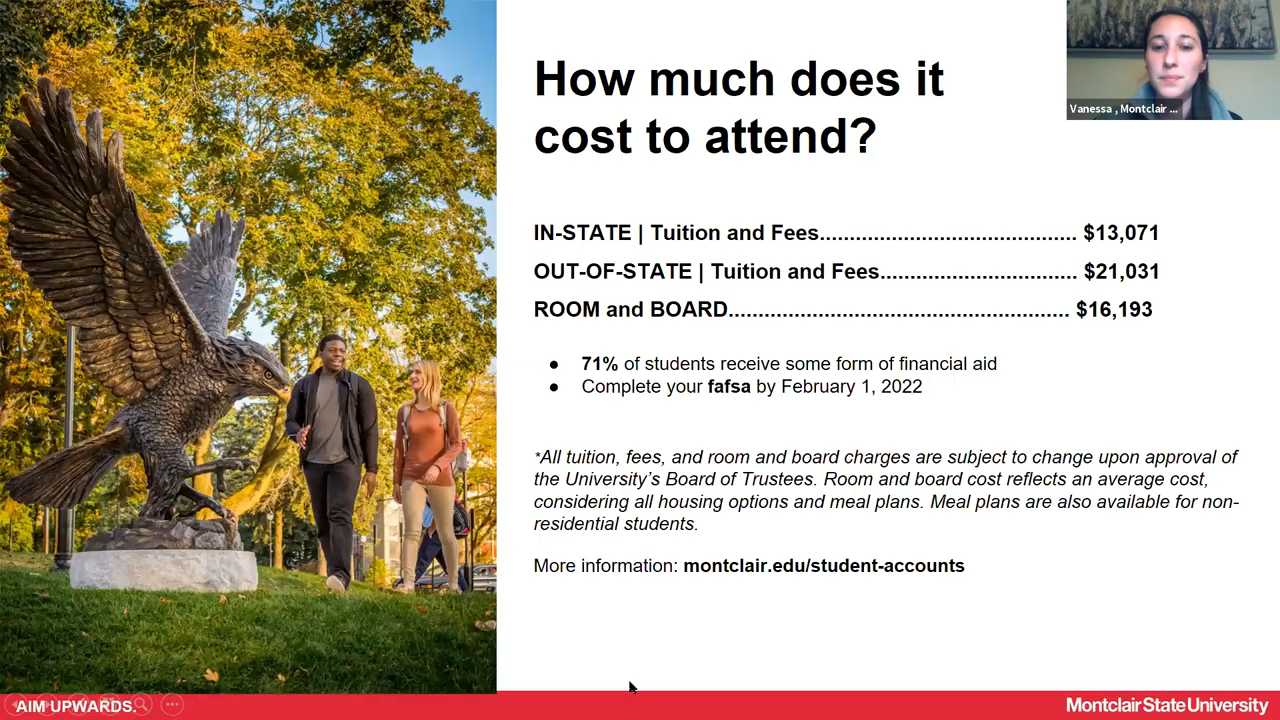 How much does it
cost to attend?
Vanessa , Montclair ...
IN-STATE | Tuition and Fees........................................... $13,071
OUT-OF-STATE | Tuition and Fees................................. $21,031
ROOM and BOARD......................................................... $16,193
● 71% of students receive some form of financial aid
● Complete your fafsa by February 1, 2022
*All tuition, fees, and room and board charges are subject to change upon approval of
the University’s Board of Trustees. Room and board cost reflects an average cost,
considering all housing options and meal plans. Meal plans are also available for non-
residential students.
More information: montclair.edu/student-accounts
AIM UPWARDS.
Montclair State University